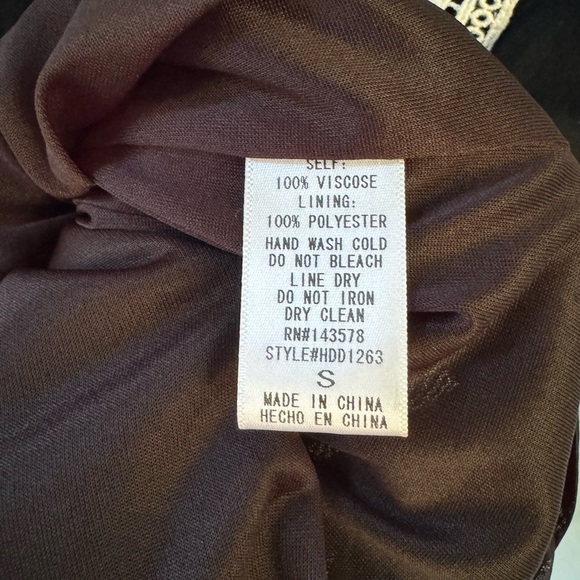 SELF:
100% VISCOSE
LINING:
100% POLYESTER
HAND WASH COLD
DO NOT BLEACH
LINE DRY
DO NOT IRON
DRY CLEAN
RN#143578
STYLE#HDD1263
S
MADE IN CHINA
HECHO EN CHINA